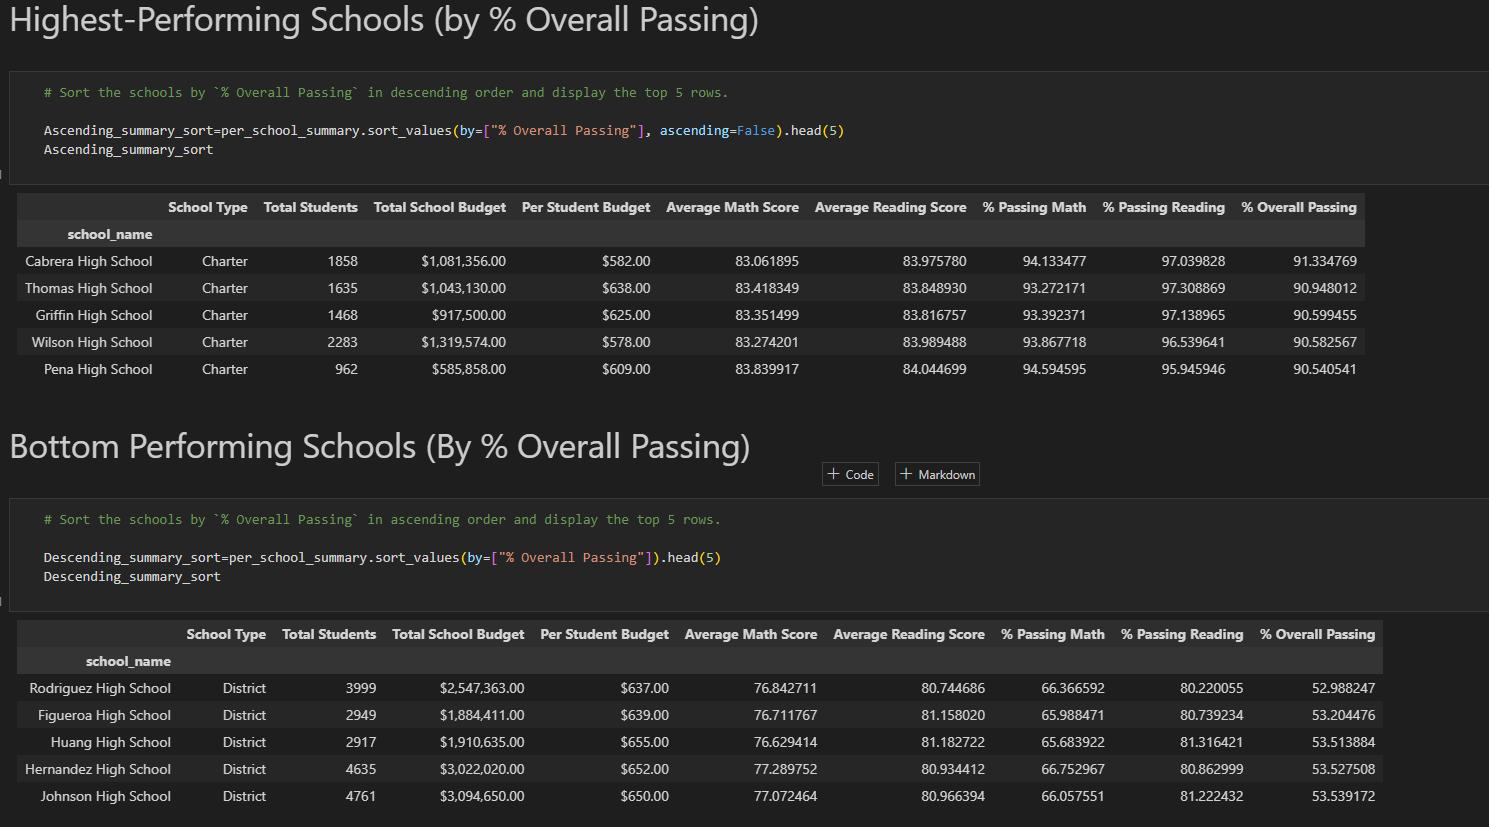 Highest-Performing Schools (by % Overall Passing)
# Sort the schools by `% Overall Passing` in descending order and display the top 5 rows.
Ascending_summary_sort=per_school_summary.sort_values(by=["% Overall Passing"], ascending=False).head(5)
Ascending_summary_sort
School Type Total Students Total School Budget Per Student Budget Average Math Score Average Reading Score % Passing Math % Passing Reading % Overall Passing
school_name
Cabrera High School Charter 1858 $1,081,356.00 $582.00 83.061895 83.975780 94.133477 97.039828 91.334769
Thomas High School Charter 1635 $1,043,130.00 $638.00 83.418349 83.848930 93.272171 97.308869 90.948012
Griffin High School Charter 1468 $917,500.00 $625.00 83.351499 83.816757 93.392371 97.138965 90.599455
Wilson High School Charter 2283 $1,319,574.00 $578.00 83.274201 83.989488 93.867718 96.539641 90.582567
Pena High School Charter 962 $585,858.00 $609.00 83.839917 84.044699 94.594595 95.945946 90.540541
Bottom Performing Schools (By % Overall Passing)
+ Code + Markdown
# Sort the schools by `% Overall Passing` in ascending order and display the top 5 rows.
Descending_summary_sort=per_school_summary.sort_values(by=["% Overall Passing"]).head(5)
Descending_summary_sort
School Type Total Students Total School Budget Per Student Budget Average Math Score Average Reading Score % Passing Math % Passing Reading % Overall Passing
school_name
Rodriguez High School District 3999 $2,547,363.00 $637.00 76.842711 80.744686 66.366592 80.220055 52.988247
Figueroa High School District 2949 $1,884,411.00 $639.00 76.711767 81.158020 65.988471 80.739234 53.204476
Huang High School District 2917 $1,910,635.00 $655.00 76.629414 81.182722 65.683922 81.316421 53.513884
Hernandez High School District 4635 $3,022,020.00 $652.00 77.289752 80.934412 66.752967 80.862999 53.527508
Johnson High School District 4761 $3,094,650.00 $650.00 77.072464 80.966394 66.057551 81.222432 53.539172